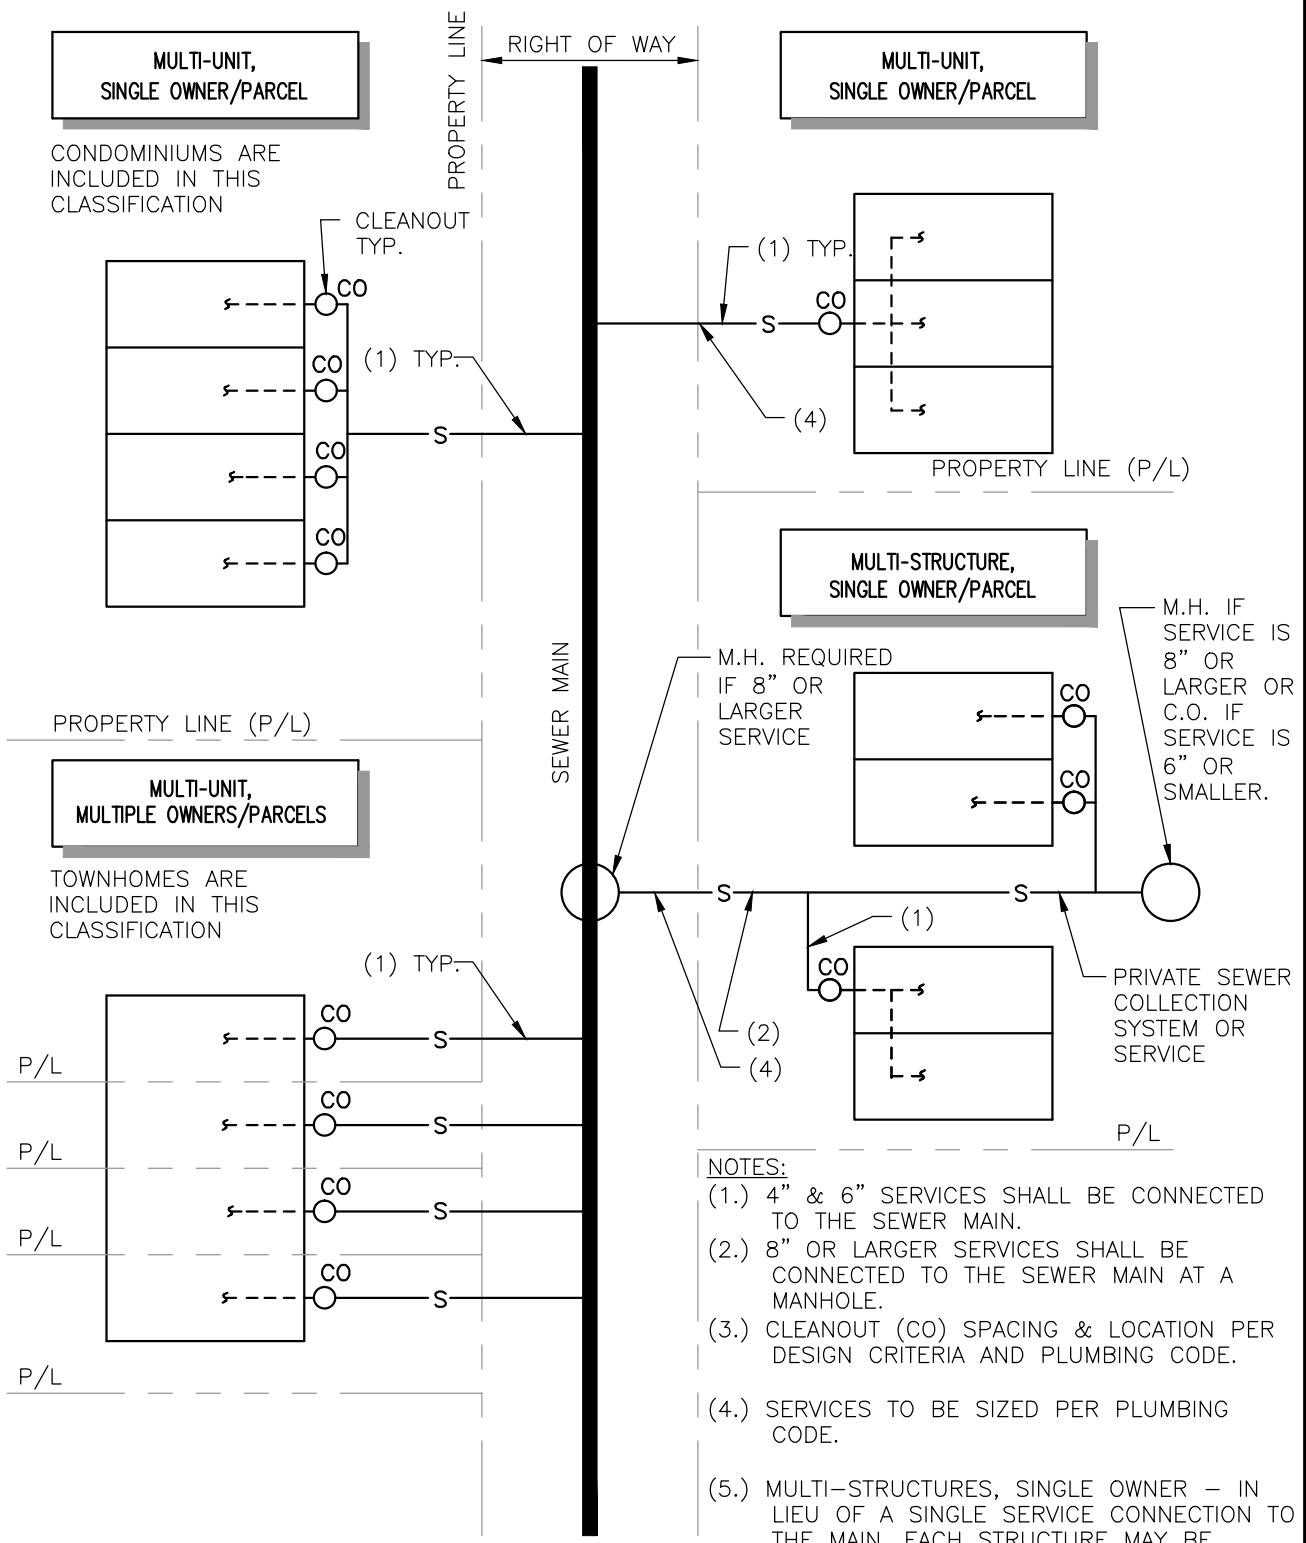 PROPERTY LINE
RIGHT OF WAY
MULTI-UNIT,
SINGLE OWNER/PARCEL
CONDOMINIUMS ARE
INCLUDED IN THIS
CLASSIFICATION
CLEANOUT
TYP.
CO
(1) TYP.
CO
CO
CO
S
MULTI-UNIT,
SINGLE OWNER/PARCEL
(1) TYP.
CO
S
(4)
PROPERTY LINE (P/L)
MULTI-STRUCTURE,
SINGLE OWNER/PARCEL
M.H. IF
SERVICE IS
8” OR
LARGER OR
C.O. IF
SERVICE IS
6” OR
SMALLER.
SEWER MAIN
M.H. REQUIRED
IF 8” OR
LARGER
SERVICE
CO
CO
S
S
(1)
CO
(2)
(4)
PRIVATE SEWER
COLLECTION
SYSTEM OR
SERVICE
P/L
PROPERTY LINE (P/L)
MULTI-UNIT,
MULTIPLE OWNERS/PARCELS
TOWNHOMES ARE
INCLUDED IN THIS
CLASSIFICATION
(1) TYP.
CO
S
P/L
CO
S
P/L
CO
S
P/L
CO
S
P/L
NOTES:
(1.) 4” & 6” SERVICES SHALL BE CONNECTED
TO THE SEWER MAIN.
(2.) 8” OR LARGER SERVICES SHALL BE
CONNECTED TO THE SEWER MAIN AT A
MANHOLE.
(3.) CLEANOUT (CO) SPACING & LOCATION PER
DESIGN CRITERIA AND PLUMBING CODE.
(4.) SERVICES TO BE SIZED PER PLUMBING
CODE.
(5.) MULTI-STRUCTURES, SINGLE OWNER – IN
LIEU OF A SINGLE SERVICE CONNECTION TO
THE MAIN, EACH STRUCTURE MAY BE